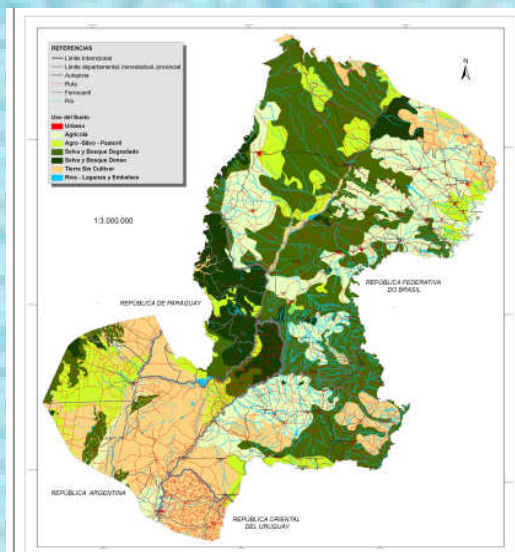 REFERENCIAS
Límite internacional
Límite departamental, interestadual, provincial
Autopista
Ruta
Ferrocarril
Río
Uso del Suelo
Urbano
Agrícola
Agro -Silvo - Pastoril
Selva y Bosque Degradado
Selva y Bosque Denso
Tierra Sin Cultivar
Ríos - Lagunas y Embalses
N
1:3.000.000
REPÚBLICA FEDERATIVA
DO BRASIL
REPÚBLICA DE PARAGUAY
REPÚBLICA ARGENTINA
REPÚBLICA ORIENTAL
DEL URUGUAY